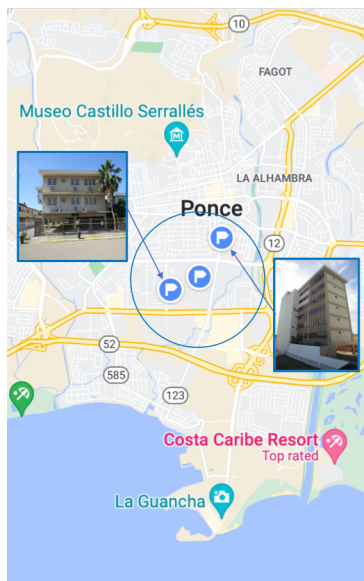 10
FAGOT
Museo Castillo Serrallés
M
LA ALHAMBRA
Ponce
12
52
585
123
Costa Caribe Resort
Top rated
La Guancha